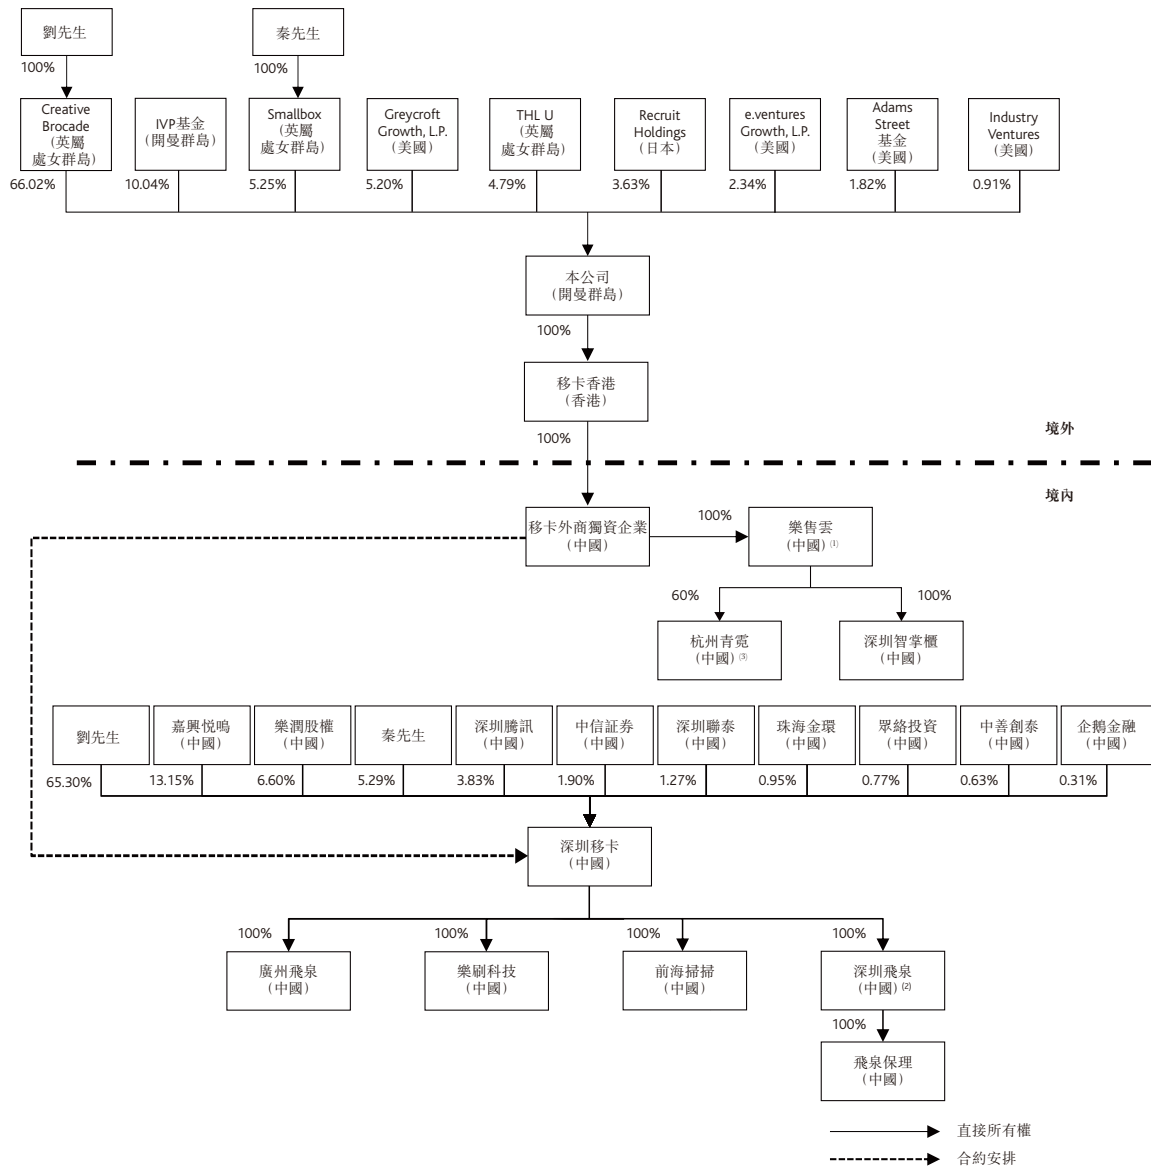 劉先生
秦先生
100%
100%
Creative
Brocade
(英屬
處女群島)
IVP基金
(開曼群島)
Smallbox
(英屬
處女群島)
Greycroft
Growth, L.P.
(美國)
THL U
(英屬
處女群島)
Recruit
Holdings
(日本)
e.ventures
Growth, L.P.
(美國)
Adams
Street
基金
(美國)
Industry
Ventures
(美國)
66.02%
10.04%
5.25%
5.20%
4.79%
3.63%
2.34%
1.82%
0.91%
本公司
(開曼群島)
100%
移卡香港
(香港)
100%
境外
境內
移卡外商獨資企業
(中國)
100%
樂售雲
(中國) (1)
60%
100%
杭州青霓
(中國) (3)
深圳智掌櫃
(中國)
劉先生
嘉興悦鳴
(中國)
樂潤股權
(中國)
秦先生
深圳騰訊
(中國)
中信証券
(中國)
深圳聯泰
(中國)
珠海金環
(中國)
眾絡投資
(中國)
中善創泰
(中國)
企鵝金融
(中國)
65.30%
13.15%
6.60%
5.29%
3.83%
1.90%
1.27%
0.95%
0.77%
0.63%
0.31%
深圳移卡
(中國)
100%
100%
100%
100%
廣州飛泉
(中國)
樂刷科技
(中國)
前海掃掃
(中國)
深圳飛泉
(中國) (2)
100%
飛泉保理
(中國)
直接所有權
合約安排